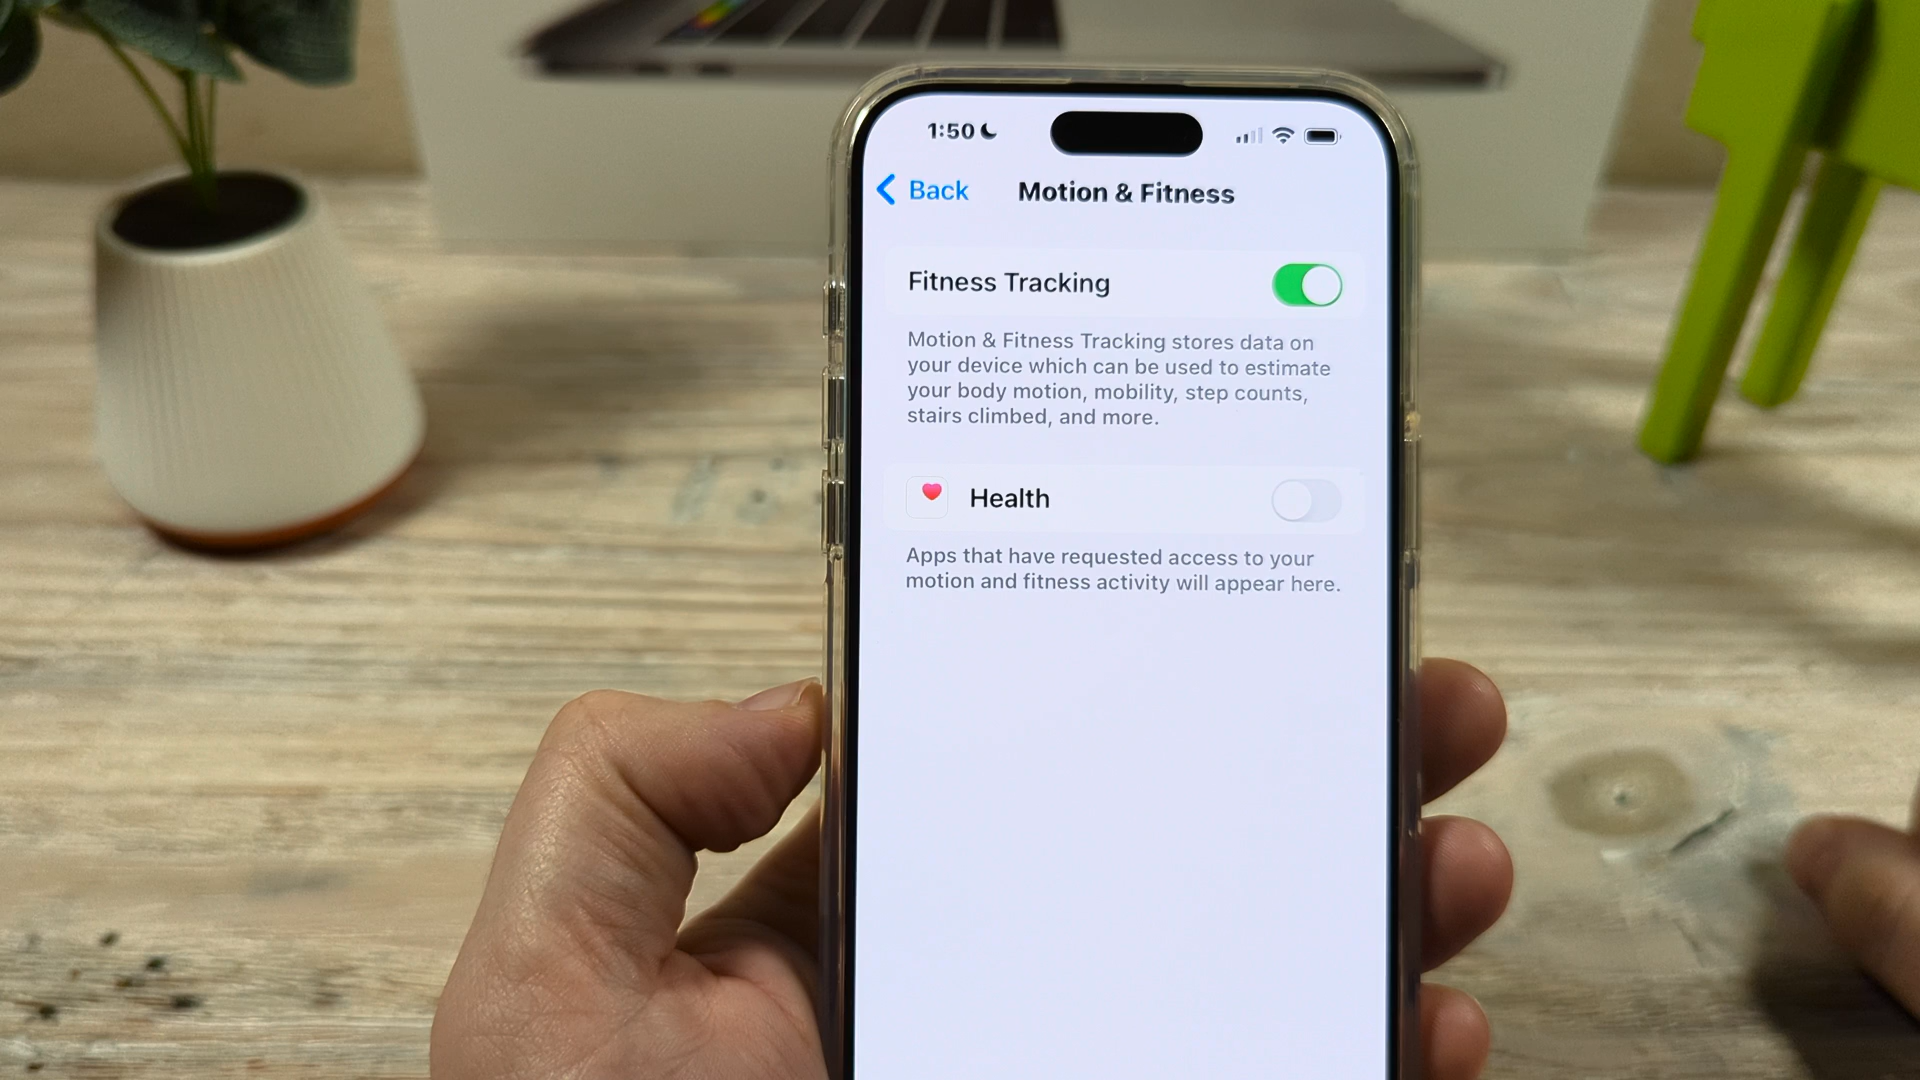 1:50
Back
Motion & Fitness
Fitness Tracking
Motion & Fitness Tracking stores data on
your device which can be used to estimate
your body motion, mobility, step counts,
stairs climbed, and more.
Health
Apps that have requested access to your
motion and fitness activity will appear here.